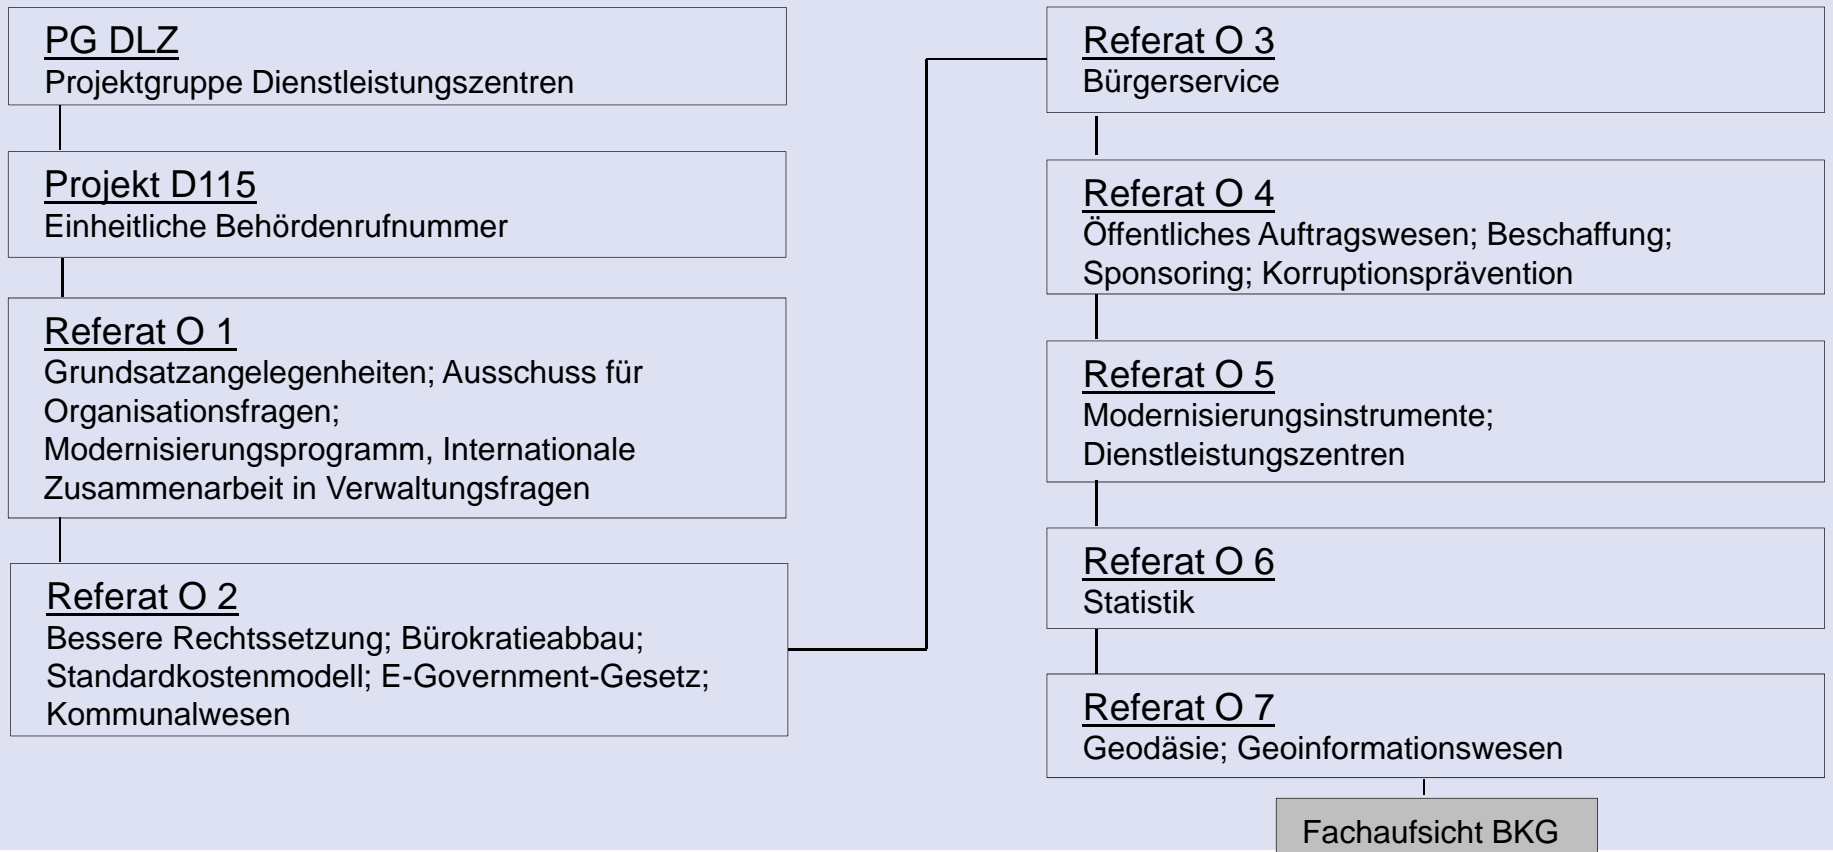 PG DLZ
Projektgruppe Dienstleistungszentren
Projekt D115
Einheitliche Behördenrufnummer
Referat O 1
Grundsatzangelegenheiten; Ausschuss für
Organisationsfragen;
Modernisierungsprogramm, Internationale
Zusammenarbeit in Verwaltungsfragen
Referat O 2
Bessere Rechtssetzung; Bürokratieabbau;
Standardkostenmodell; E-Government-Gesetz;
Kommunalwesen
Referat O 3
Bürgerservice
Referat O 4
Öffentliches Auftragswesen; Beschaffung;
Sponsoring; Korruptionsprävention
Referat O 5
Modernisierungsinstrumente;
Dienstleistungszentren
Referat O 6
Statistik
Referat O 7
Geodäsie; Geoinformationswesen
Fachaufsicht BKG